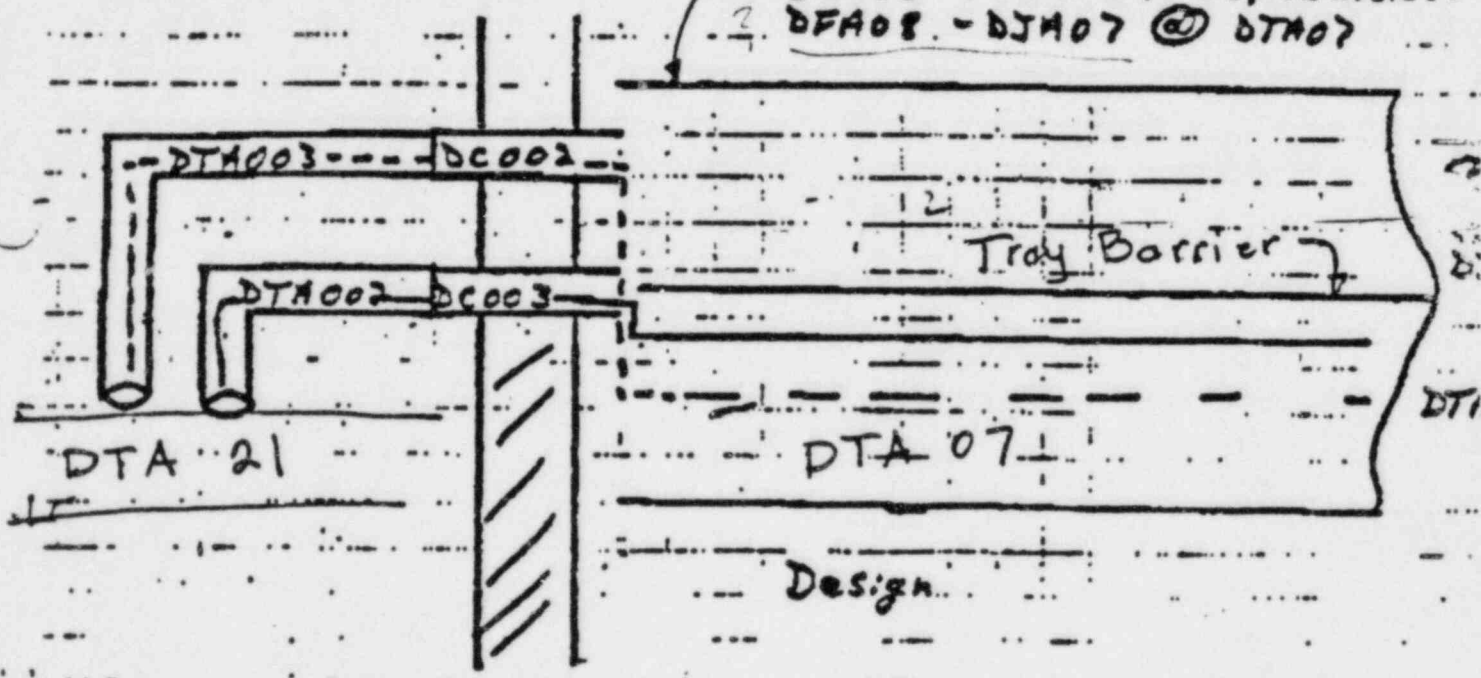 DFA08 - DJA07 @ DTA07
DTA003
DC002
Tray Barrier
DTA002
DC003
DTA 21
DTA 07
Design